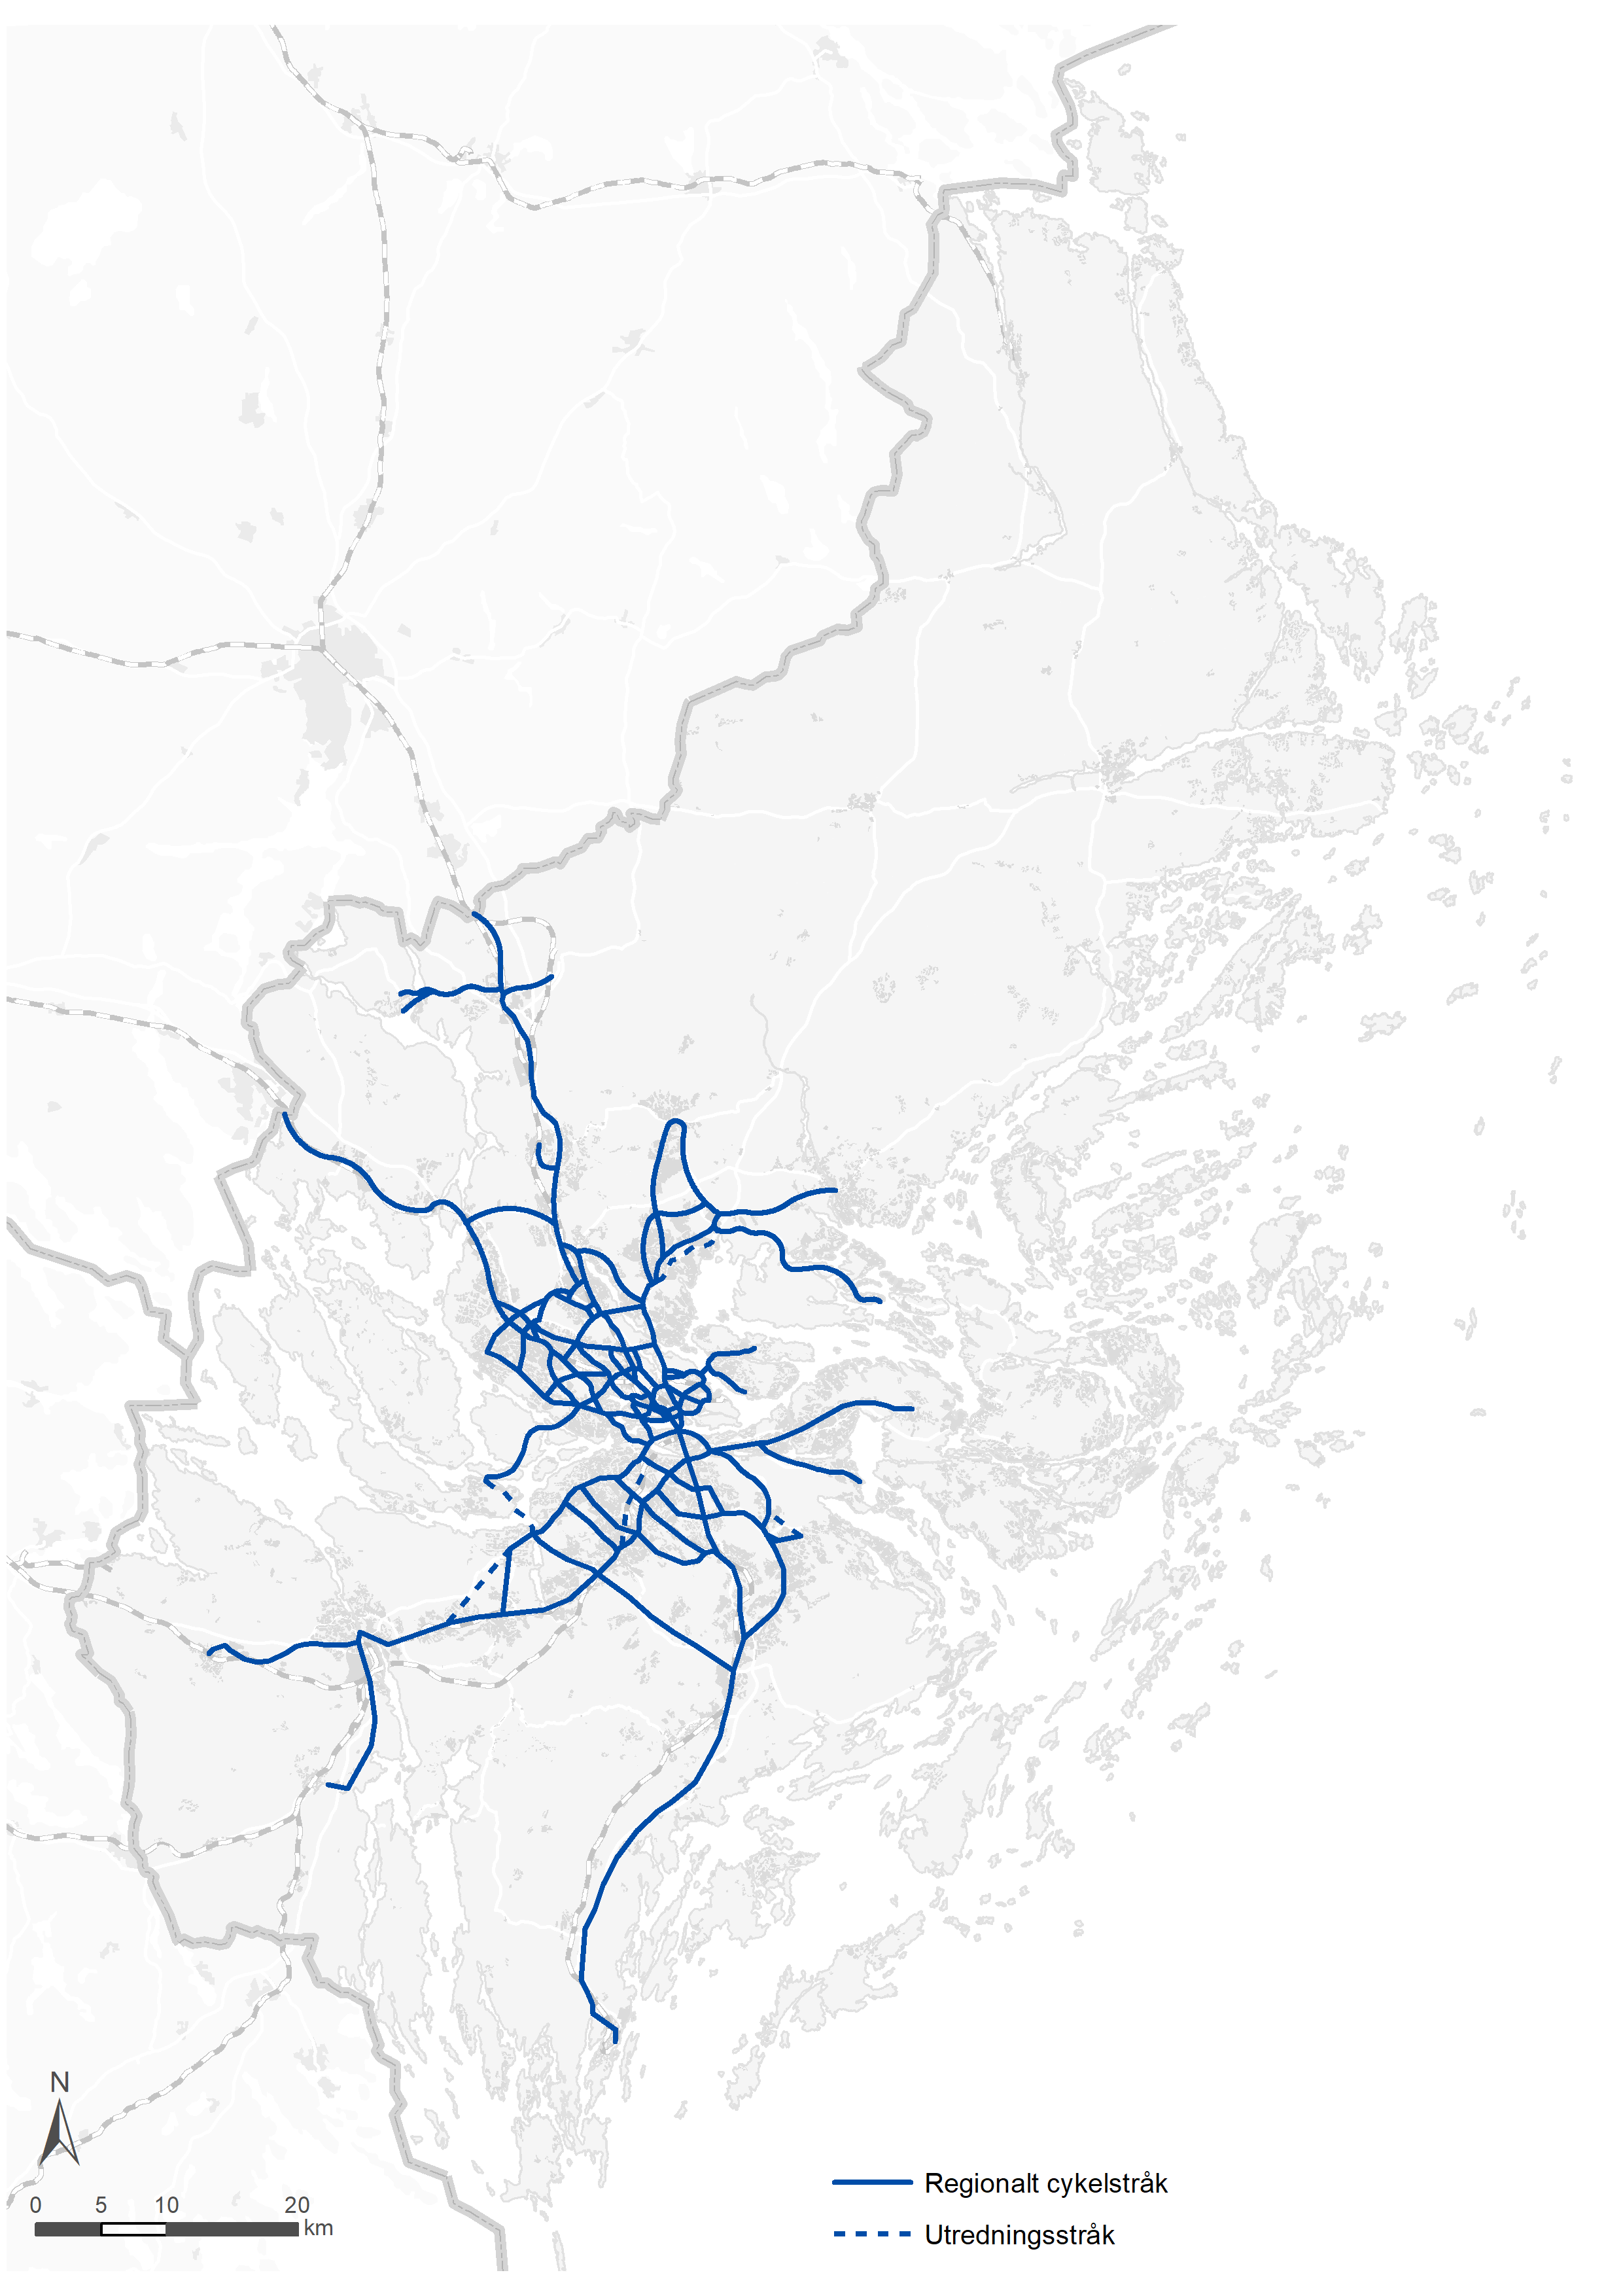 N
0 5 10 20
km
Regionalt cykelstråk
Utredningsstråk